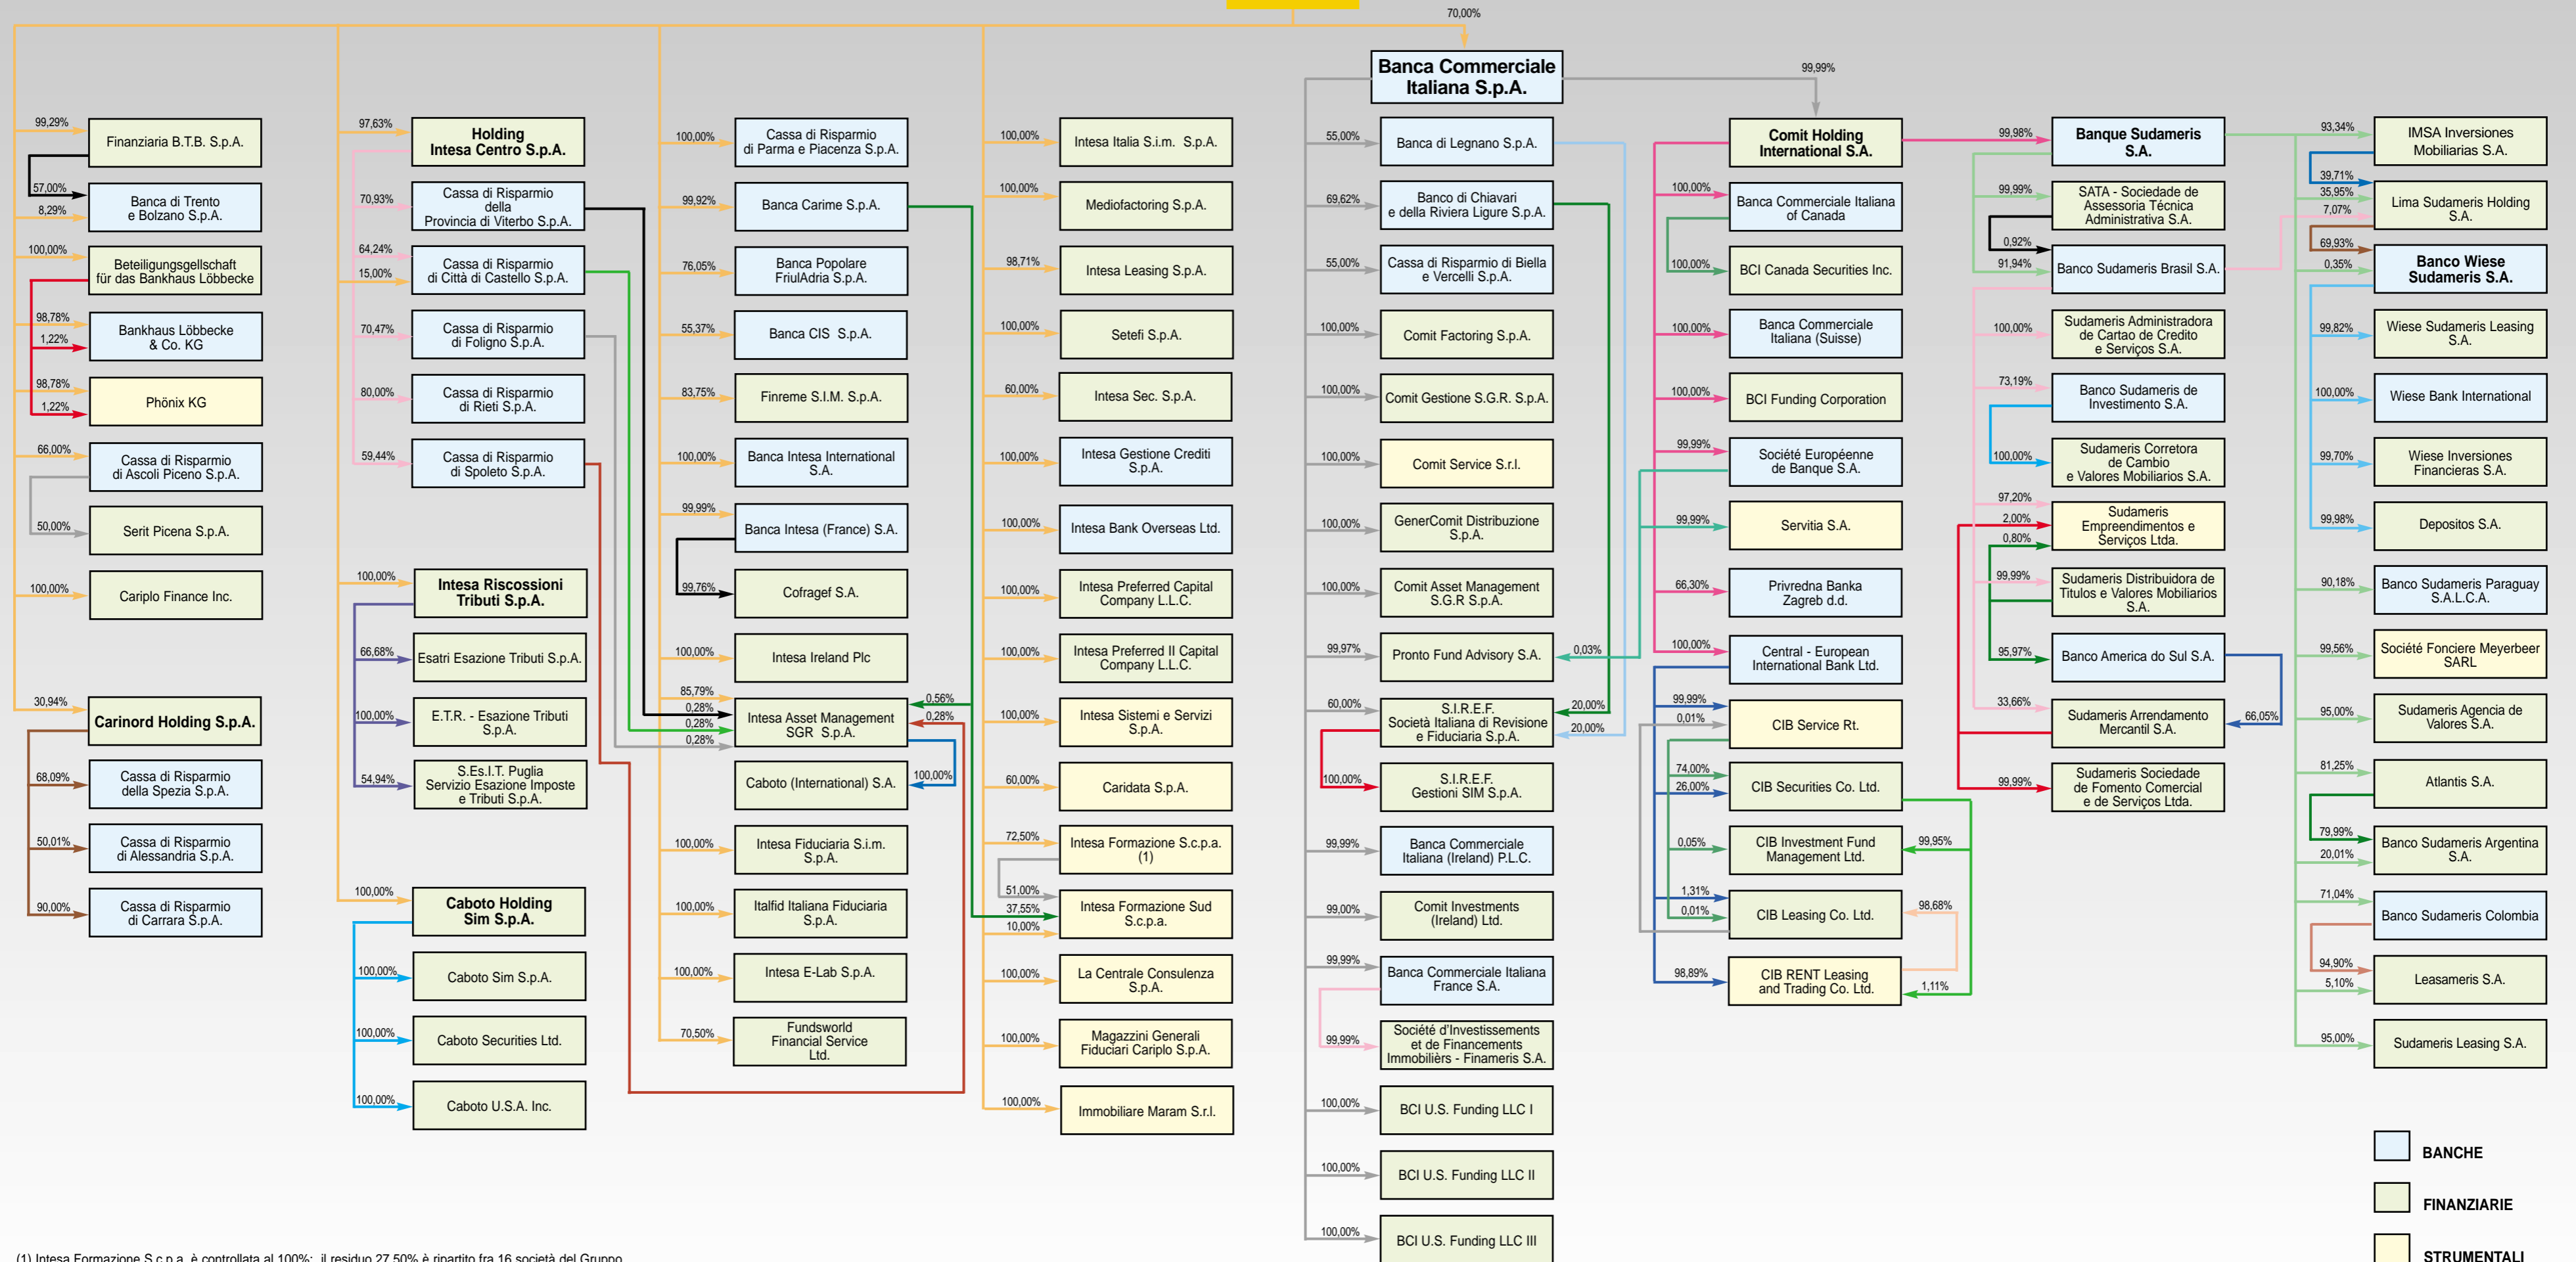 70,00%
Banca Commerciale
Italiana S.p.A.
99,99%
99,29%
Finanziaria B.T.B. S.p.A.
57,00%
8,29%
Banca di Trento
e Bolzano S.p.A.
100,00%
Beteiligungsgellschaft
für das Bankhaus Löbbecke
98,78%
1,22%
Bankhaus Löbbecke
& Co. KG
98,78%
1,22%
Phönix KG
66,00%
Cassa di Risparmio
di Ascoli Piceno S.p.A.
50,00%
Serit Picena S.p.A.
100,00%
Cariplo Finance Inc.
30,94%
Carinord Holding S.p.A.
68,09%
Cassa di Risparmio
della Spezia S.p.A.
50,01%
Cassa di Risparmio
di Alessandria S.p.A.
90,00%
Cassa di Risparmio
di Carrara S.p.A.
97,63%
Holding
Intesa Centro S.p.A.
70,93%
Cassa di Risparmio
della
Provincia di Viterbo S.p.A.
64,24%
15,00%
Cassa di Risparmio
di Città di Castello S.p.A.
70,47%
Cassa di Risparmio
di Foligno S.p.A.
80,00%
Cassa di Risparmio
di Rieti S.p.A.
59,44%
Cassa di Risparmio
di Spoleto S.p.A.
100,00%
Intesa Riscossioni
Tributi S.p.A.
66,68%
Esatri Esazione Tributi S.p.A.
100,00%
E.T.R. - Esazione Tributi
S.p.A.
54,94%
S.Es.I.T. Puglia
Servizio Esazione Imposte
e Tributi S.p.A.
100,00%
Caboto Holding
Sim S.p.A.
100,00%
Caboto Sim S.p.A.
100,00%
Caboto Securities Ltd.
100,00%
Caboto U.S.A. Inc.
100,00%
Cassa di Risparmio
di Parma e Piacenza S.p.A.
99,92%
Banca Carime S.p.A.
76,05%
Banca Popolare
FriulAdria S.p.A.
55,37%
Banca CIS S.p.A.
83,75%
Finreme S.I.M. S.p.A.
100,00%
Banca Intesa International
S.A.
99,99%
Banca Intesa (France) S.A.
99,76%
Cofragef S.A.
100,00%
Intesa Ireland Plc
85,79%
0,28%
0,28%
0,28%
Intesa Asset Management
SGR S.p.A.
0,56%
0,28%
Caboto (International) S.A.
100,00%
100,00%
Intesa Fiduciaria S.i.m.
S.p.A.
100,00%
Italfid Italiana Fiduciaria
S.p.A.
100,00%
Intesa E-Lab S.p.A.
70,50%
Fundsworld
Financial Service
Ltd.
100,00%
Intesa Italia S.i.m. S.p.A.
100,00%
Mediofactoring S.p.A.
98,71%
Intesa Leasing S.p.A.
100,00%
Setefi S.p.A.
60,00%
Intesa Sec. S.p.A.
100,00%
Intesa Gestione Crediti
S.p.A.
100,00%
Intesa Bank Overseas Ltd.
100,00%
Intesa Preferred Capital
Company L.L.C.
100,00%
Intesa Preferred II Capital
Company L.L.C.
100,00%
Intesa Sistemi e Servizi
S.p.A.
60,00%
Caridata S.p.A.
72,50%
Intesa Formazione S.c.p.a.
(1)
51,00%
37,55%
10,00%
Intesa Formazione Sud
S.c.p.a.
100,00%
La Centrale Consulenza
S.p.A.
100,00%
Magazzini Generali
Fiduciari Cariplo S.p.A.
100,00%
Immobiliare Maram S.r.l.
55,00%
Banca di Legnano S.p.A.
69,62%
Banco di Chiavari
e della Riviera Ligure S.p.A.
55,00%
Cassa di Risparmio di Biella
e Vercelli S.p.A.
100,00%
Comit Factoring S.p.A.
100,00%
Comit Gestione S.G.R. S.p.A.
100,00%
Comit Service S.r.l.
100,00%
GenerComit Distribuzione
S.p.A.
100,00%
Comit Asset Management
S.G.R S.p.A.
99,97%
Pronto Fund Advisory S.A.
0,03%
60,00%
S.I.R.E.F.
Società Italiana di Revisione
e Fiduciaria S.p.A.
20,00%
20,00%
100,00%
S.I.R.E.F.
Gestioni SIM S.p.A.
99,99%
Banca Commerciale
Italiana (Ireland) P.L.C.
99,00%
Comit Investments
(Ireland) Ltd.
99,99%
Banca Commerciale Italiana
France S.A.
99,99%
Société d'Investissements
et de Financements
Immobilièrs - Finameris S.A.
100,00%
BCI U.S. Funding LLC I
100,00%
BCI U.S. Funding LLC II
100,00%
BCI U.S. Funding LLC III
Comit Holding
International S.A.
100,00%
Banca Commerciale Italiana
of Canada
100,00%
BCI Canada Securities Inc.
100,00%
Banca Commerciale
Italiana (Suisse)
100,00%
BCI Funding Corporation
99,99%
Société Européenne
de Banque S.A.
99,99%
Servitia S.A.
66,30%
Privredna Banka
Zagreb d.d.
100,00%
Central - European
International Bank Ltd.
99,99%
0,01%
CIB Service Rt.
74,00%
26,00%
CIB Securities Co. Ltd.
0,05%
CIB Investment Fund
Management Ltd.
99,95%
1,31%
0,01%
CIB Leasing Co. Ltd.
98,68%
98,89%
CIB RENT Leasing
and Trading Co. Ltd.
1,11%
99,98%
Banque Sudameris
S.A.
99,99%
SATA - Sociedade de
Assessoria Técnica
Administrativa S.A.
0,92%
91,94%
Banco Sudameris Brasil S.A.
100,00%
Sudameris Administradora
de Cartao de Credito
e Serviços S.A.
73,19%
Banco Sudameris de
Investimento S.A.
100,00%
Sudameris Corretora
de Cambio
e Valores Mobiliarios S.A.
97,20%
2,00%
0,80%
Sudameris
Empreendimentos e
Serviços Ltda.
99,99%
Sudameris Distribuidora de
Titulos e Valores Mobiliarios
S.A.
95,97%
Banco America do Sul S.A.
33,66%
Sudameris Arrendamento
Mercantil S.A.
66,05%
99,99%
Sudameris Sociedade
de Fomento Comercial
e de Serviços Ltda.
93,34%
IMSA Inversiones
Mobiliarias S.A.
39,71%
35,95%
7,07%
Lima Sudameris Holding
S.A.
69,93%
0,35%
Banco Wiese
Sudameris S.A.
99,82%
Wiese Sudameris Leasing
S.A.
100,00%
Wiese Bank International
99,70%
Wiese Inversiones
Financieras S.A.
99,98%
Depositos S.A.
90,18%
Banco Sudameris Paraguay
S.A.L.C.A.
99,56%
Société Fonciere Meyerbeer
SARL
95,00%
Sudameris Agencia de
Valores S.A.
81,25%
Atlantis S.A.
79,99%
20,01%
Banco Sudameris Argentina
S.A.
71,04%
Banco Sudameris Colombia
94,90%
5,10%
Leasameris S.A.
95,00%
Sudameris Leasing S.A.
BANCHE
FINANZIARIE
STRUMENTALI
(1) Intesa Formazione S.c.p.a. è controllata al 100%: il residuo 27,50% è ripartito fra 16 società del Gruppo